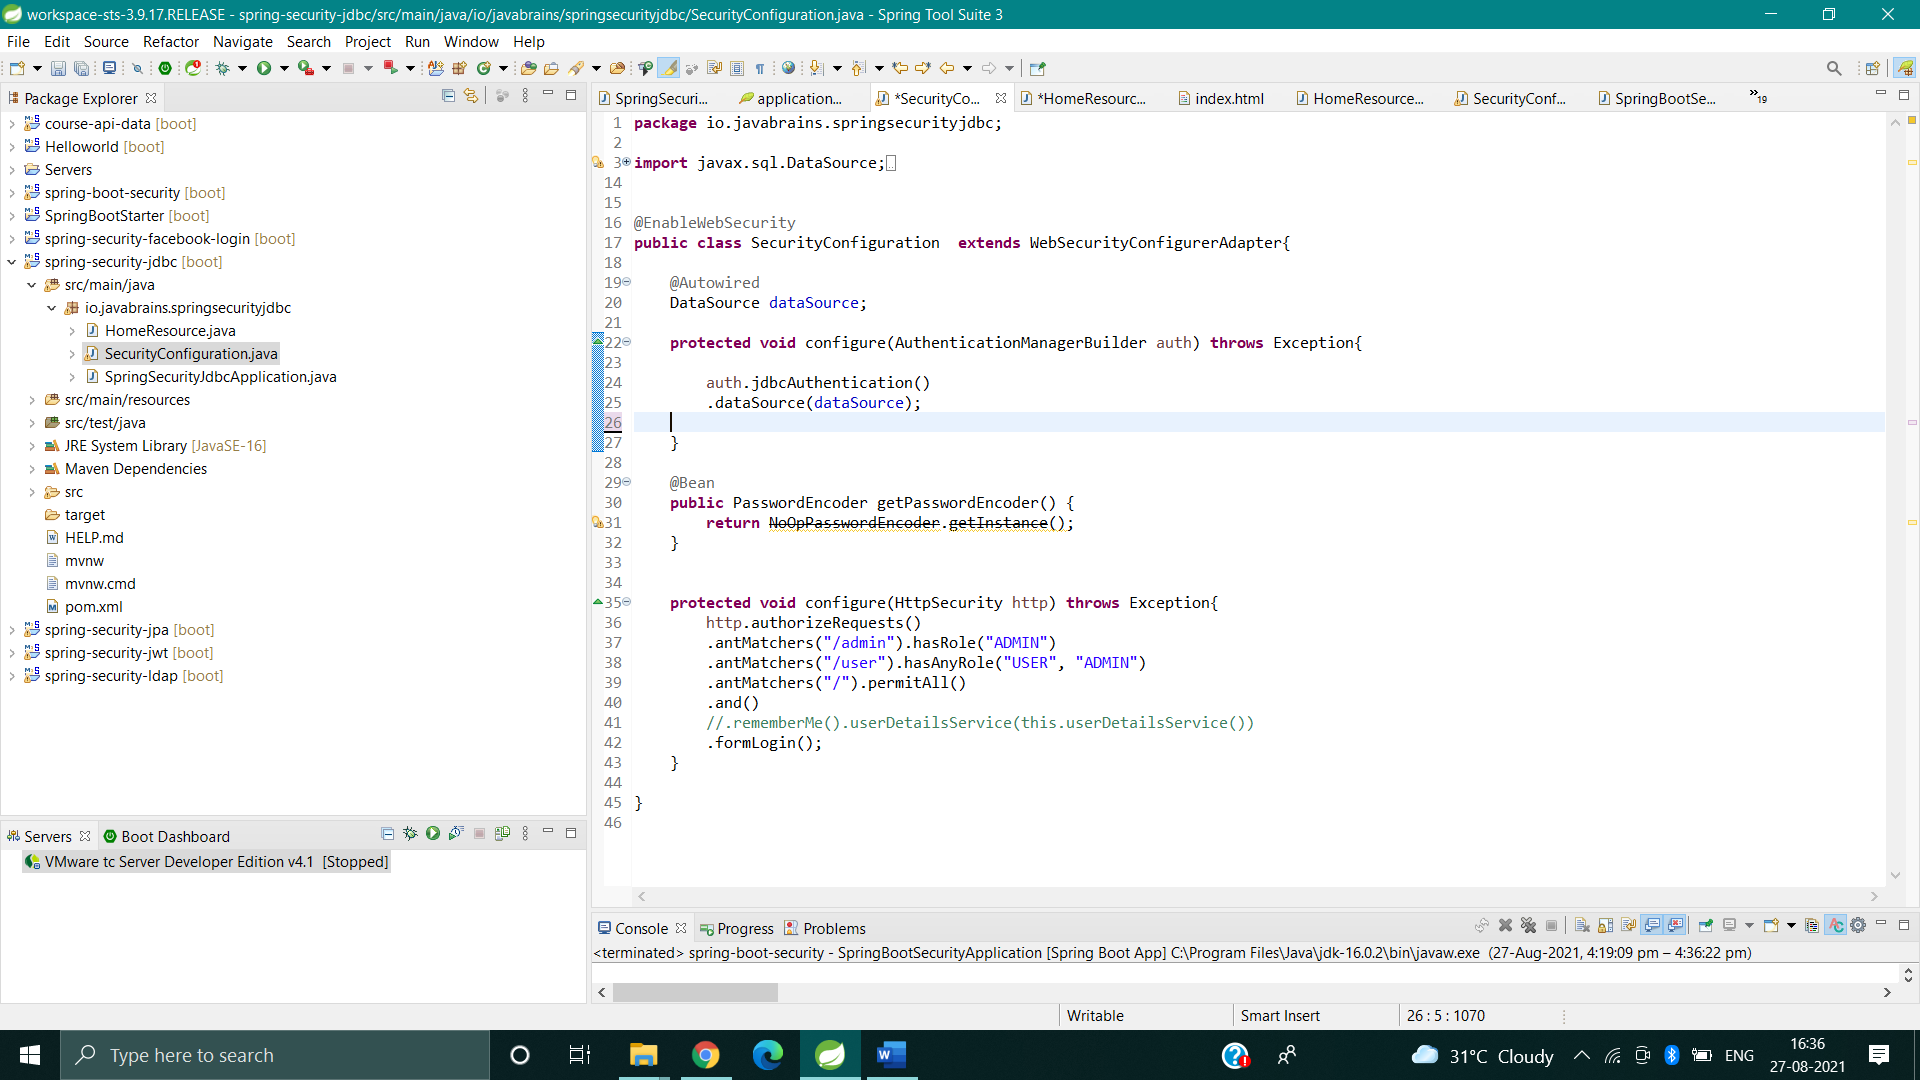 workspace-sts-3.9.17.RELEASE - spring-security-jdbc/src/main/java/io/javabrains/springsecurityjdbc/SecurityConfiguration.java - Spring Tool Suite 3
File Edit Source Refactor Navigate Search Project Run Window Help
Package Explorer
course-api-data [boot]
Helloworld [boot]
Servers
spring-boot-security [boot]
SpringBootStarter [boot]
spring-security-facebook-login [boot]
spring-security-jdbc [boot]
src/main/java
io.javabrains.springsecurityjdbc
HomeResource.java
SecurityConfiguration.java
SpringSecurityJdbcApplication.java
src/main/resources
src/test/java
JRE System Library [JavaSE-16]
Maven Dependencies
src
target
HELP.md
mvnw
mvnw.cmd
pom.xml
spring-security-jpa [boot]
spring-security-jwt [boot]
spring-security-ldap [boot]
Servers Boot Dashboard
VMware tc Server Developer Edition v4.1 [Stopped]
SpringSecuri... application... *SecurityCo... *HomeResourc... index.html HomeResource... SecurityConf... SpringBootSe... »19
1 package io.javabrains.springsecurityjdbc;
2
3 import javax.sql.DataSource;
14
15
16 @EnableWebSecurity
17 public class SecurityConfiguration  extends WebSecurityConfigurerAdapter{
18
19 @Autowired
20 DataSource dataSource;
21
22 protected void configure(AuthenticationManagerBuilder auth) throws Exception{
23
24 auth.jdbcAuthentication()
25 .dataSource(dataSource);
26
27 }
28
29 @Bean
30 public PasswordEncoder getPasswordEncoder() {
31 return NoOpPasswordEncoder.getInstance();
32 }
33
34
35 protected void configure(HttpSecurity http) throws Exception{
36 http.authorizeRequests()
37 .antMatchers("/admin").hasRole("ADMIN")
38 .antMatchers("/user").hasAnyRole("USER", "ADMIN")
39 .antMatchers("/").permitAll()
40 .and()
41 //.rememberMe().userDetailsService(this.userDetailsService())
42 .formLogin();
43 }
44
45 }
46
Console Progress Problems
<terminated> spring-boot-security - SpringBootSecurityApplication [Spring Boot App] C:\Program Files\Java\jdk-16.0.2\bin\javaw.exe (27-Aug-2021, 4:19:09 pm – 4:36:22 pm)
Writable Smart Insert 26 : 5 : 1070
Type here to search
31°C Cloudy ENG 16:36
27-08-2021